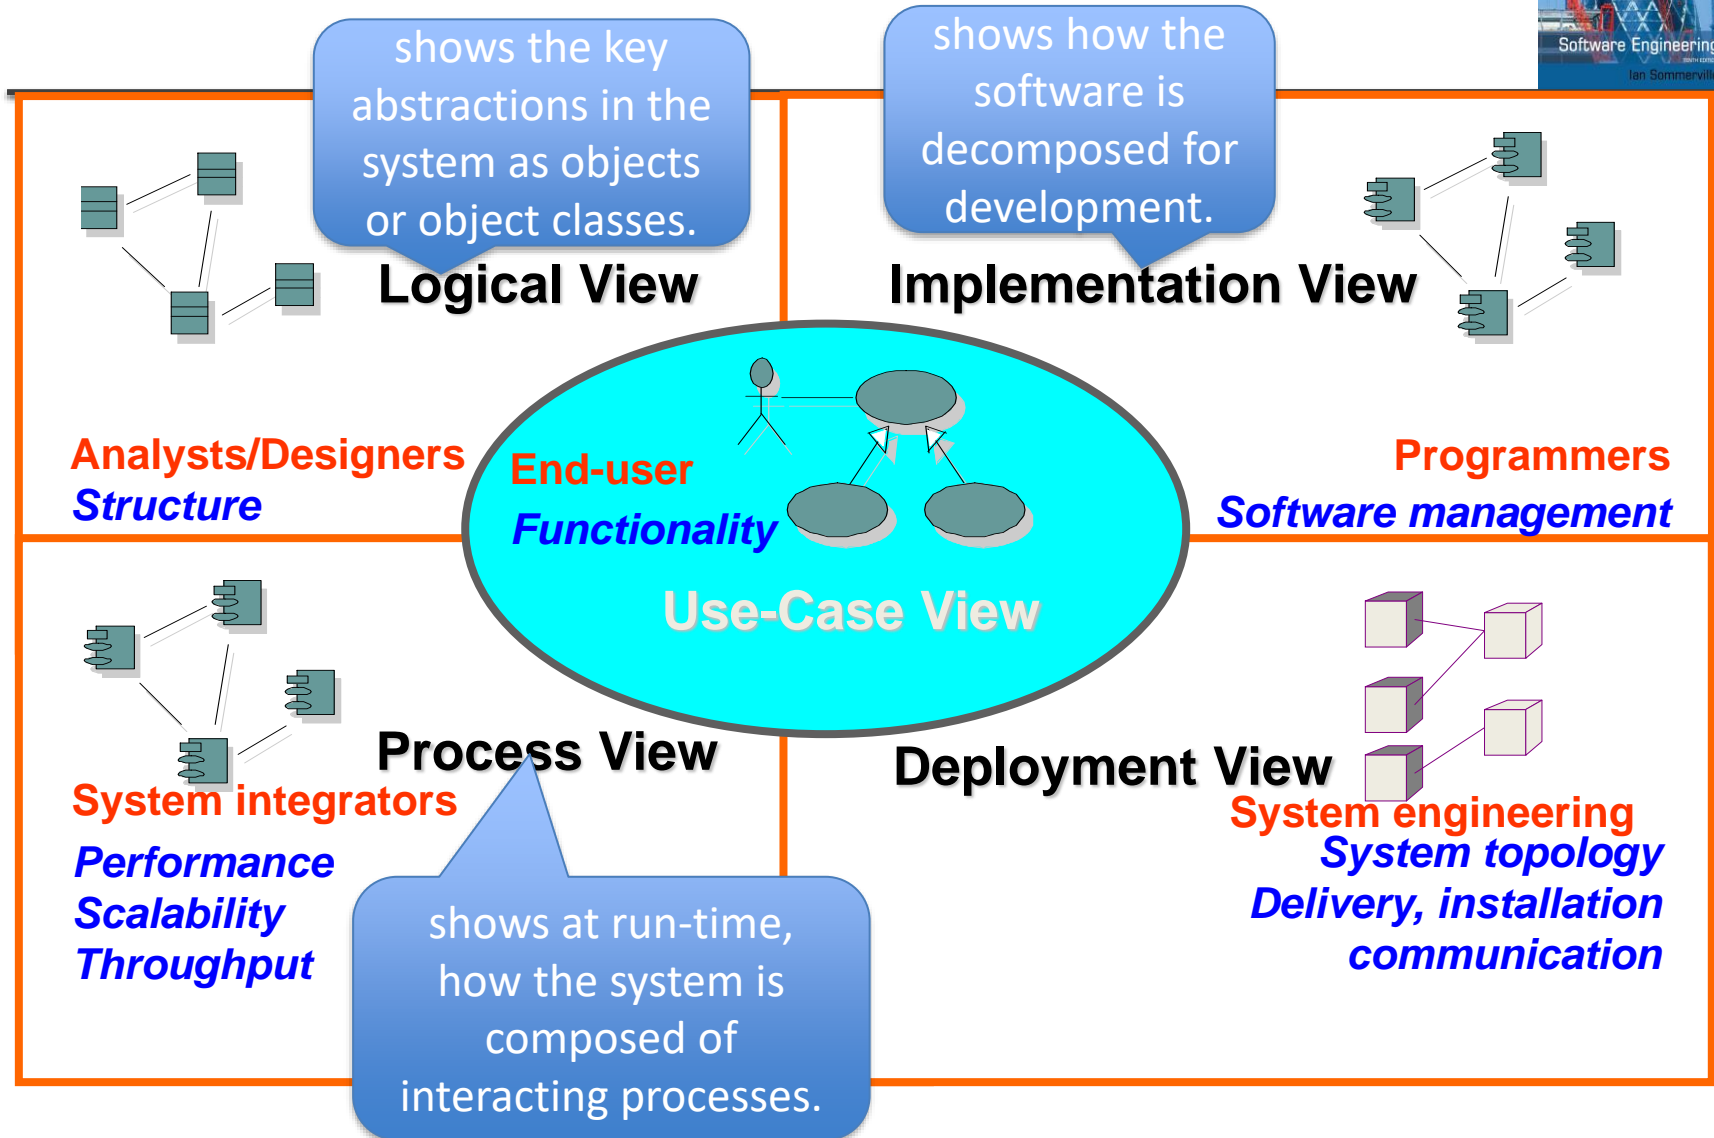 Software Engineering
Ian Sommerville
shows the key
abstractions in the
system as objects
or object classes.
shows how the
software is
decomposed for
development.
Logical View
Implementation View
Analysts/Designers
Structure
End-user
Functionality
Programmers
Software management
Use-Case View
Process View
System integrators
Performance
Scalability
Throughput
Deployment View
System engineering
System topology
Delivery, installation
communication
shows at run-time,
how the system is
composed of
interacting processes.